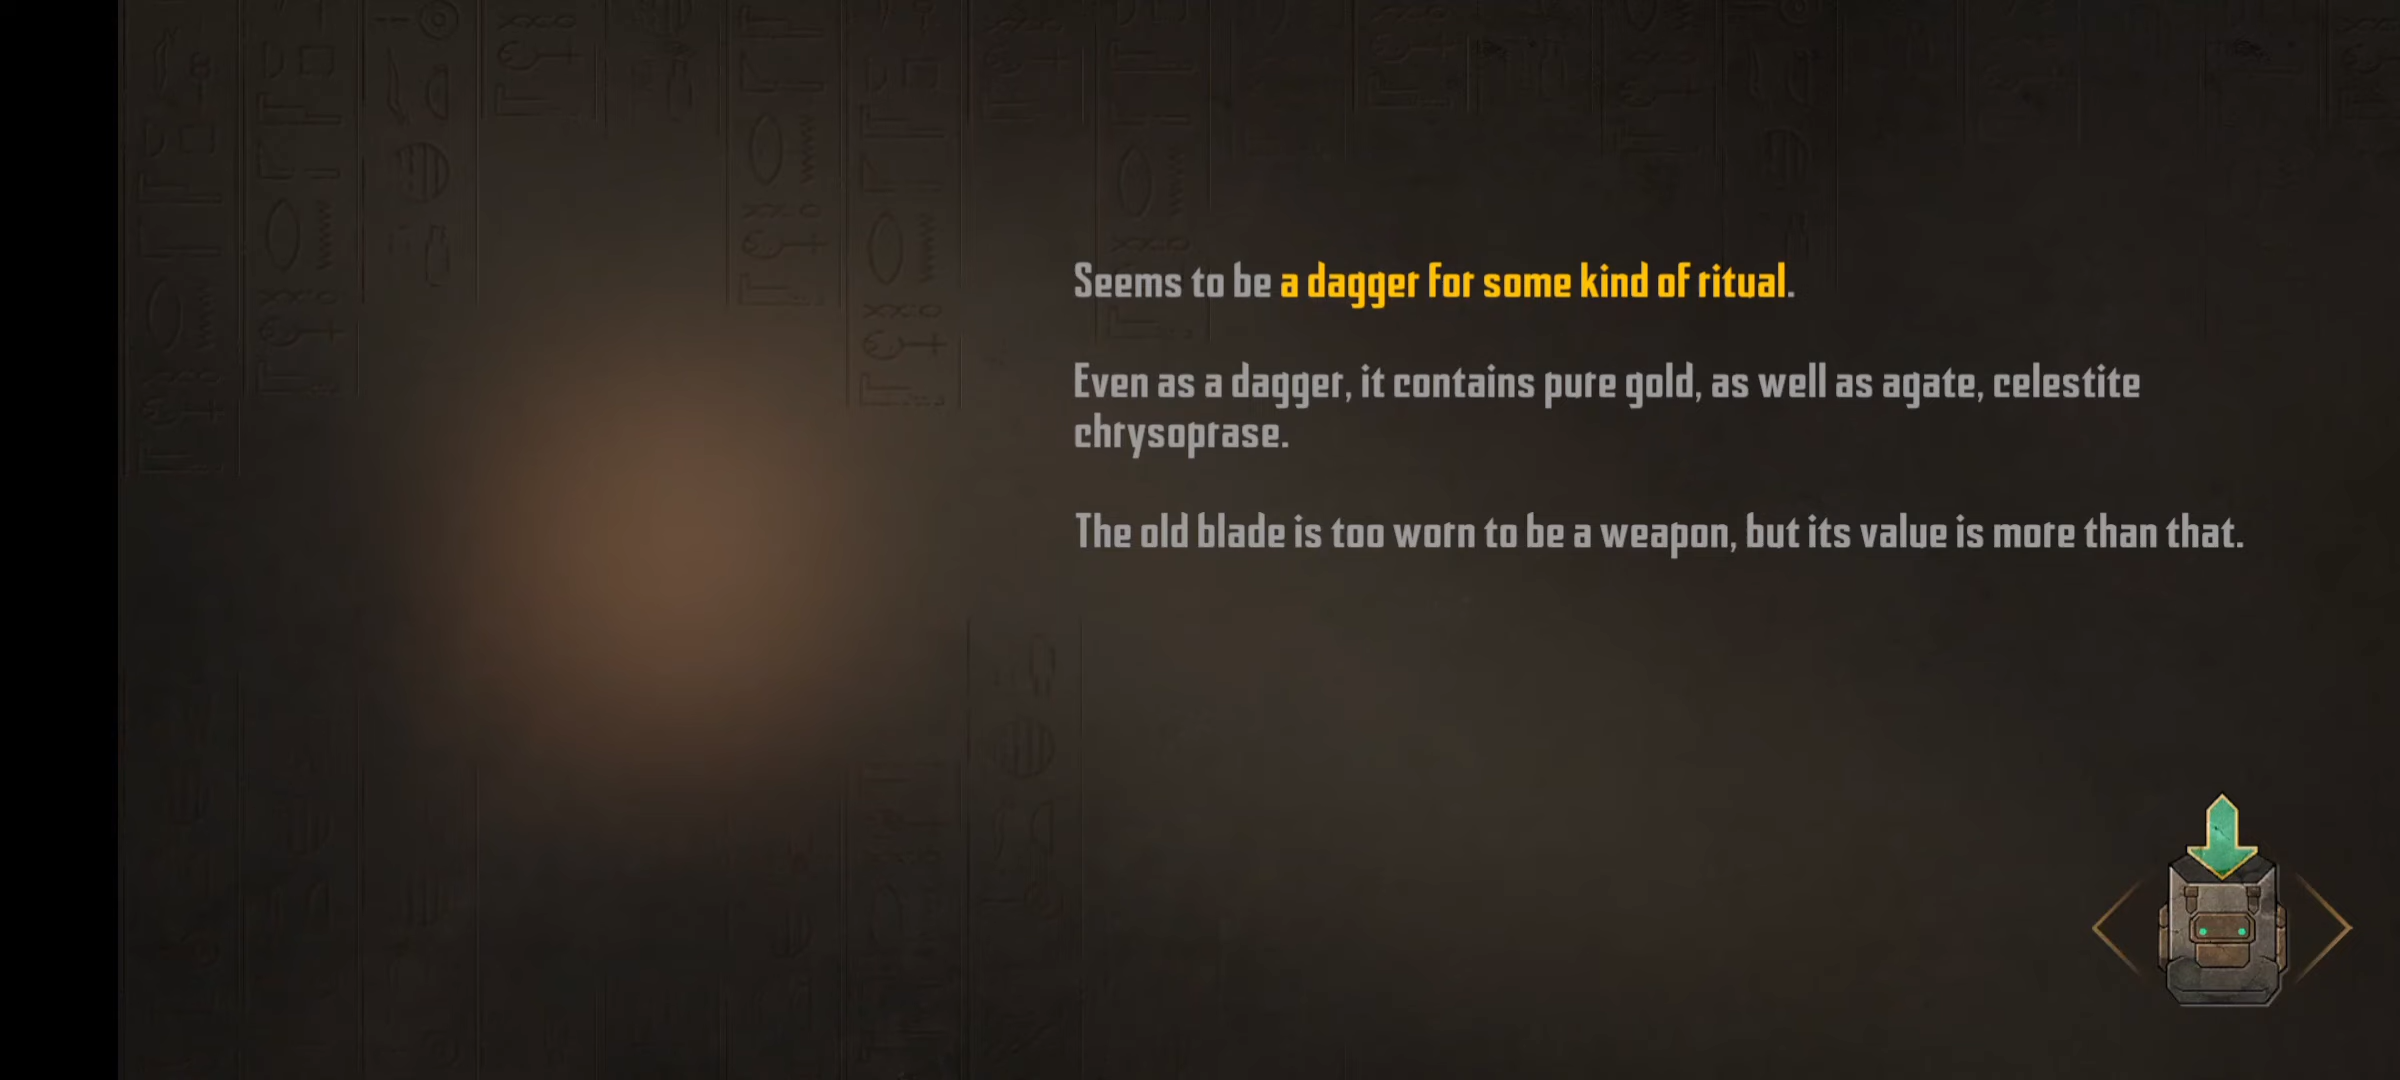 Seems to be a dagger for some kind of ritual.
Even as a dagger, it contains pure gold, as well as agate, celestite
chrysoprase.
The old blade is too worn to be a weapon, but its value is more than that.